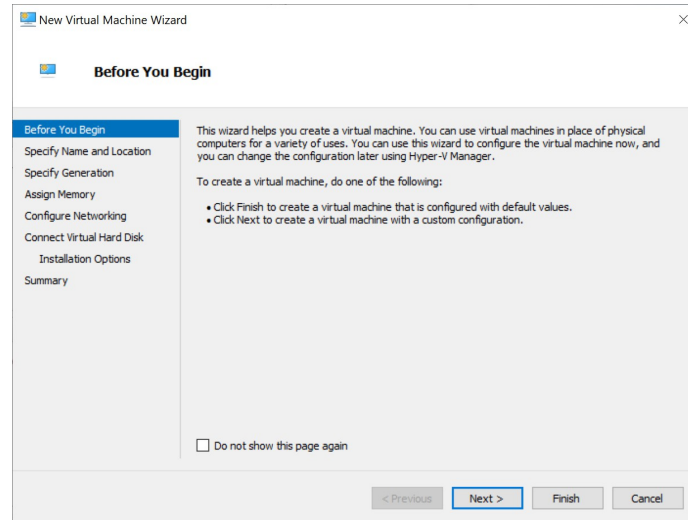 New Virtual Machine Wizard
Before You Begin
Before You Begin
Specify Name and Location
Specify Generation
Assign Memory
Configure Networking
Connect Virtual Hard Disk
Installation Options
Summary
This wizard helps you create a virtual machine. You can use virtual machines in place of physical
computers for a variety of uses. You can use this wizard to configure the virtual machine now, and
you can change the configuration later using Hyper-V Manager.
To create a virtual machine, do one of the following:
• Click Finish to create a virtual machine that is configured with default values.
• Click Next to create a virtual machine with a custom configuration.
Do not show this page again
< Previous
Next >
Finish
Cancel